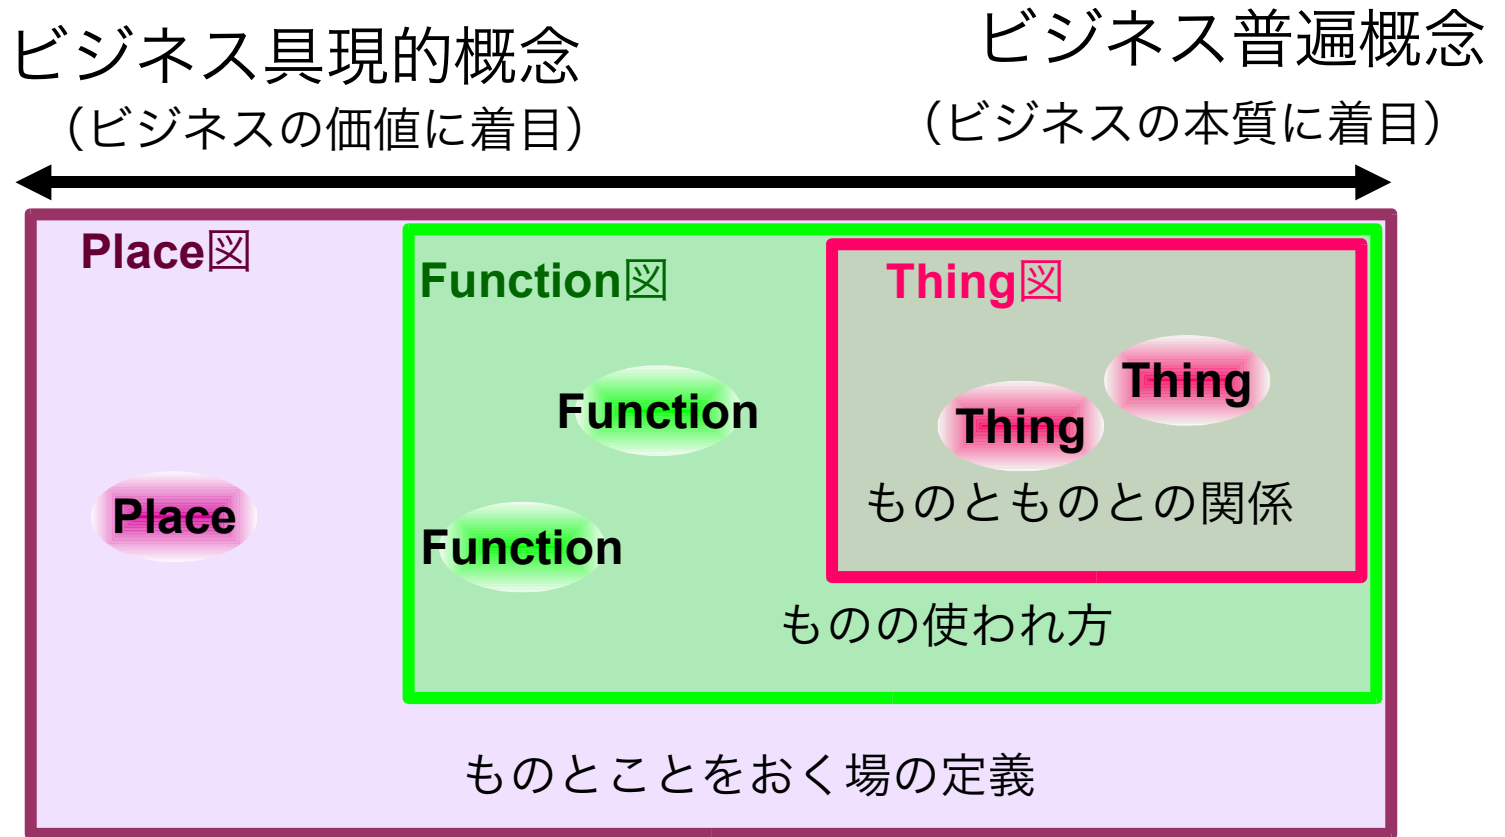 ビジネス具現的概念
ビジネス普遍概念
（ビジネスの価値に着目）
（ビジネスの本質に着目）
Place図
Function図
Thing図
Thing
Function
Thing
ものとものとの関係
Place
Function
ものの使われ方
ものとことをおく場の定義